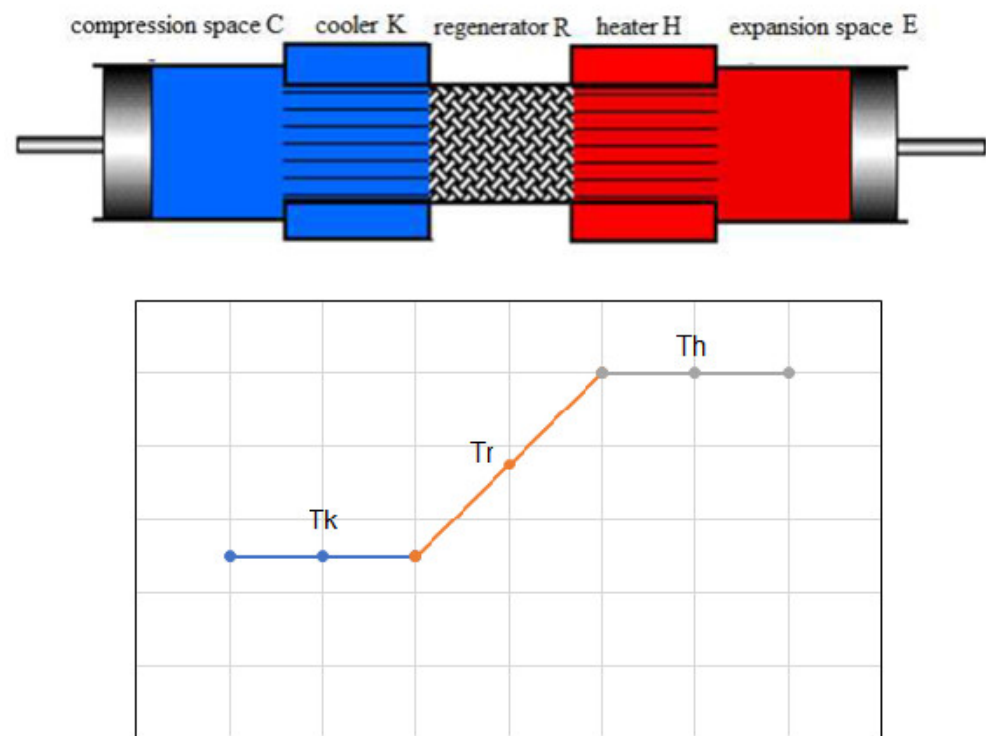 compression space C cooler K regenerator R heater H expansion space E
Th
Tr
Tk